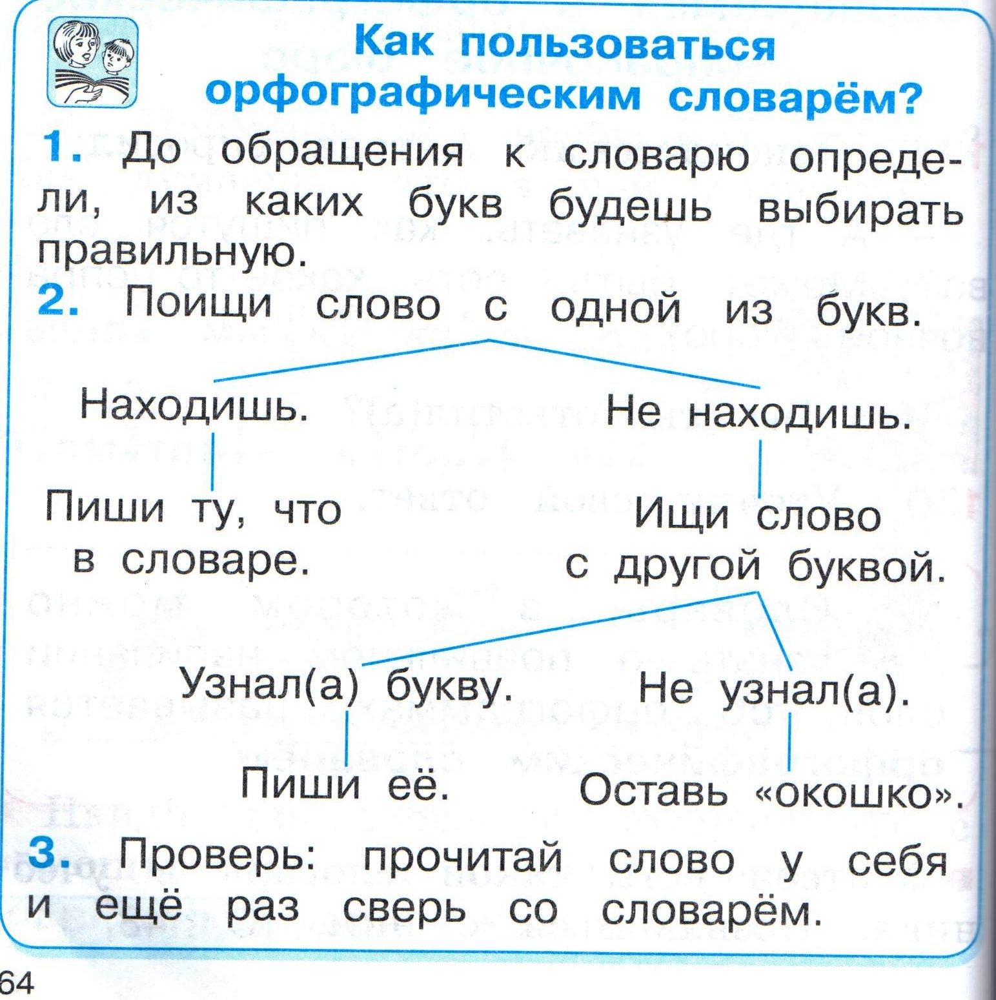 Как пользоваться
орфографическим словарём?
1. До обращения к словарю опреде-
ли, из каких букв будешь выбирать
правильную.
2. Поищи слово с одной из букв.
Находишь. Не находишь.
Пиши ту, что
в словаре.
Ищи слово
с другой буквой.
Узнал(а) букву. Не узнал(а).
Пиши её. Оставь «окошко».
3. Проверь: прочитай слово у себя
и ещё раз сверь со словарём.
64